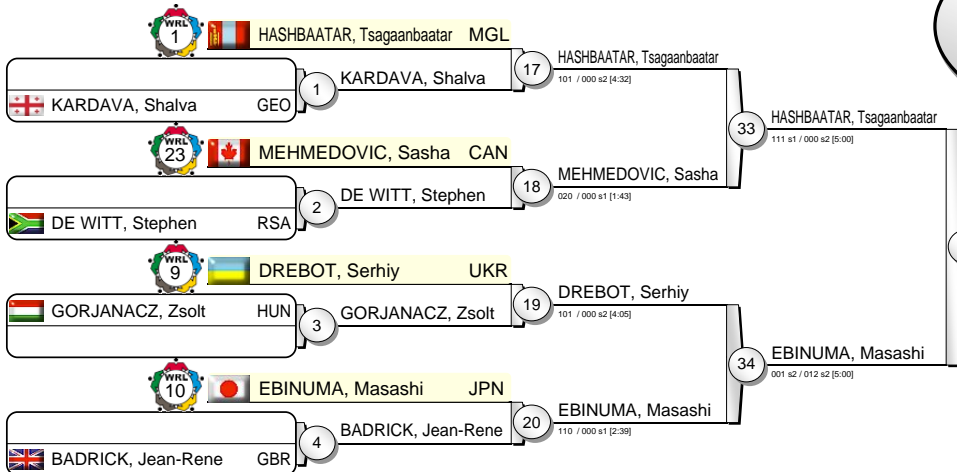 WRL
1
HASHBAATAR, Tsagaanbaatar MGL
KARDAVA, Shalva GEO
1
KARDAVA, Shalva
17
HASHBAATAR, Tsagaanbaatar
101 / 000 s2 [4:32]
WRL
23
MEHMEDOVIC, Sasha CAN
DE WITT, Stephen RSA
2
DE WITT, Stephen
18
MEHMEDOVIC, Sasha
020 / 000 s1 [1:43]
33
HASHBAATAR, Tsagaanbaatar
111 s1 / 000 s2 [5:00]
WRL
9
DREBOT, Serhiy UKR
GORJANACZ, Zsolt HUN
3
GORJANACZ, Zsolt
19
DREBOT, Serhiy
101 / 000 s2 [4:05]
WRL
10
EBINUMA, Masashi JPN
BADRICK, Jean-Rene GBR
4
BADRICK, Jean-Rene
20
EBINUMA, Masashi
110 / 000 s1 [2:39]
34
EBINUMA, Masashi
001 s2 / 012 s2 [5:00]